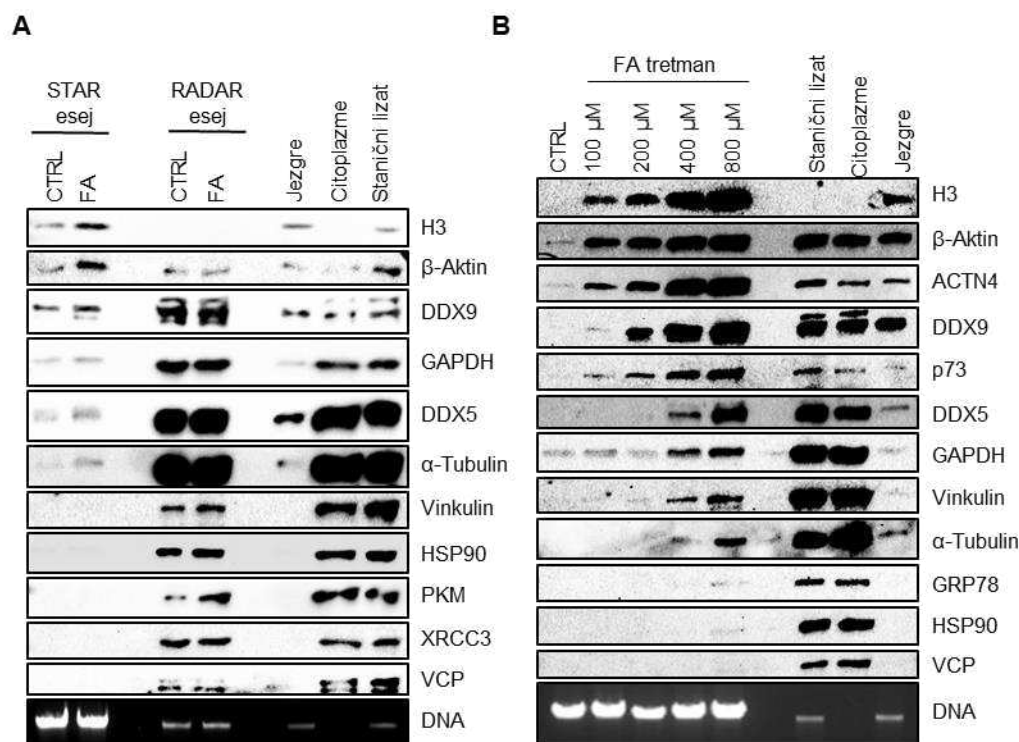 A
STAR
esej
RADAR
esej
CTRL
FA
CTRL
FA
Jezgre
Citoplazme
Stanični lizat
H3
β-Aktin
DDX9
GAPDH
DDX5
α-Tubulin
Vinkulin
HSP90
PKM
XRCC3
VCP
DNA
B
FA tretman
CTRL
100 µM
200 µM
400 µM
800 µM
Stanični lizat
Citoplazme
Jezgre
H3
β-Aktin
ACTN4
DDX9
p73
DDX5
GAPDH
Vinkulin
α-Tubulin
GRP78
HSP90
VCP
DNA